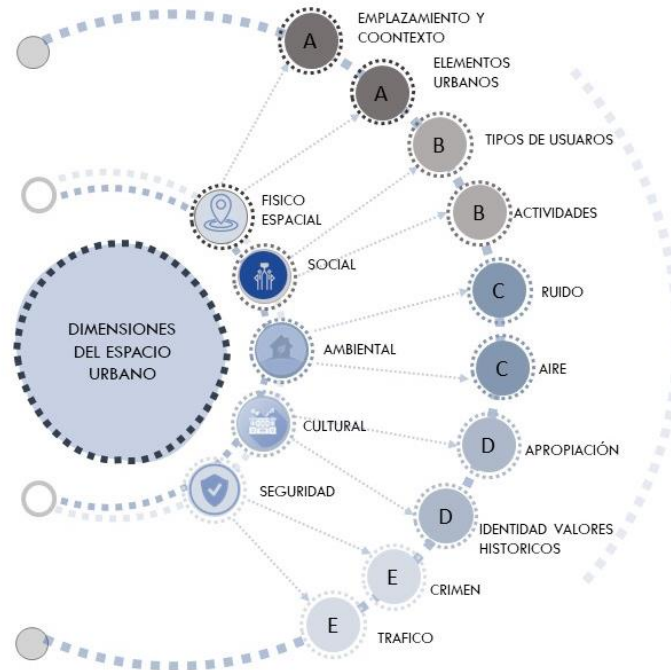 DIMENSIONES
DEL ESPACIO
URBANO
FISICO
ESPACIAL
SOCIAL
AMBIENTAL
CULTURAL
SEGURIDAD
A
EMPLAZAMIENTO Y
COONTEXTO
A
ELEMENTOS
URBANOS
B
TIPOS DE USUAROS
B
ACTIVIDADES
C
RUIDO
C
AIRE
D
APROPIACIÓN
D
IDENTIDAD VALORES
HISTORICOS
E
CRIMEN
E
TRAFICO